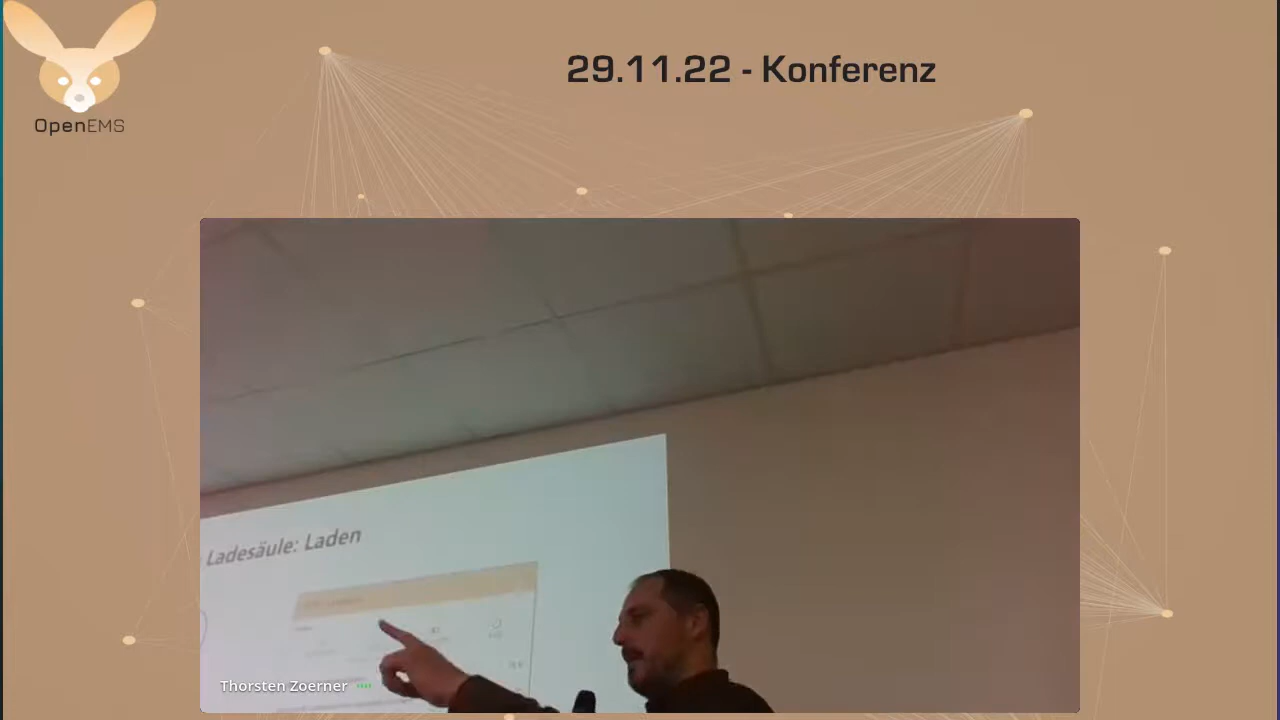 29.11.22 - Konferenz
OpenEMS
Ladesäule: Laden
Thorsten Zoerner